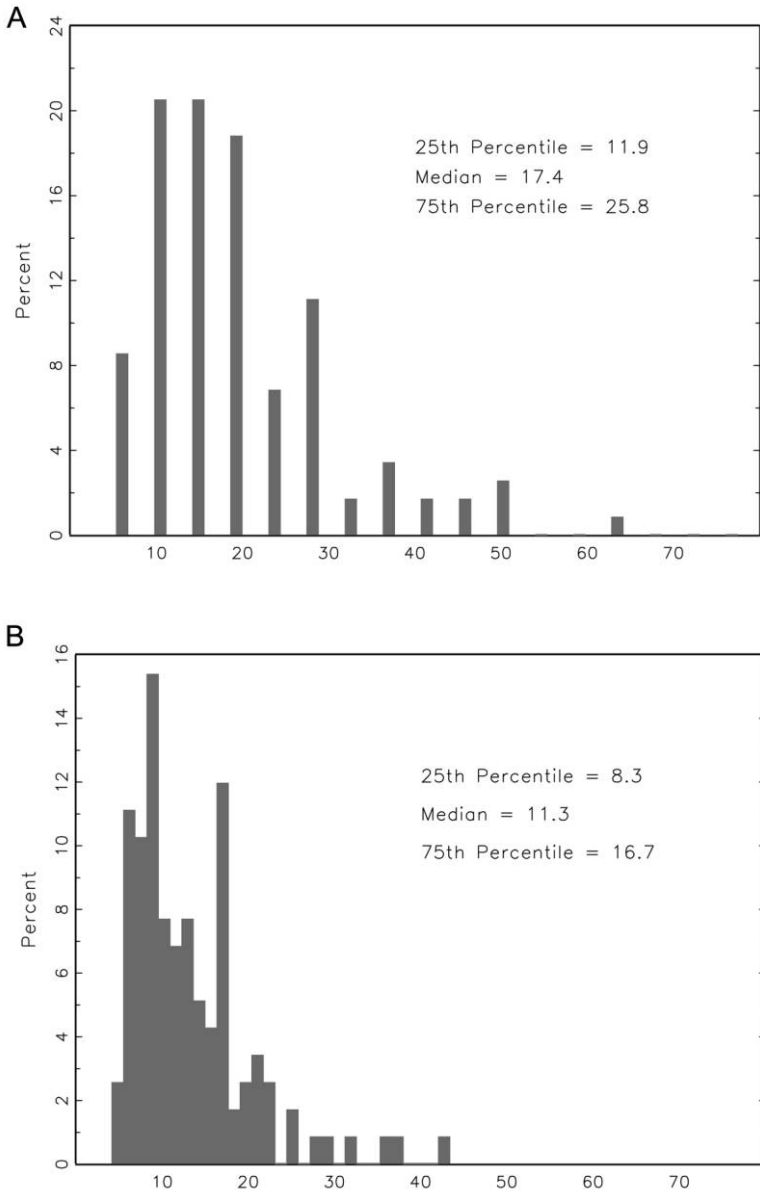 A
24
20
16
12
8
4
0
Percent
25th Percentile = 11.9
Median = 17.4
75th Percentile = 25.8
10 20 30 40 50 60 70
B
16
14
12
10
8
6
4
2
0
Percent
25th Percentile = 8.3
Median = 11.3
75th Percentile = 16.7
10 20 30 40 50 60 70